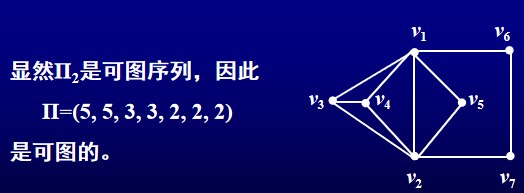 显然Π₂是可图序列，因此
Π=(5, 5, 3, 3, 2, 2, 2)
是可图的。
v₁
v₆
v₃
v₄
v₅
v₂
v₇